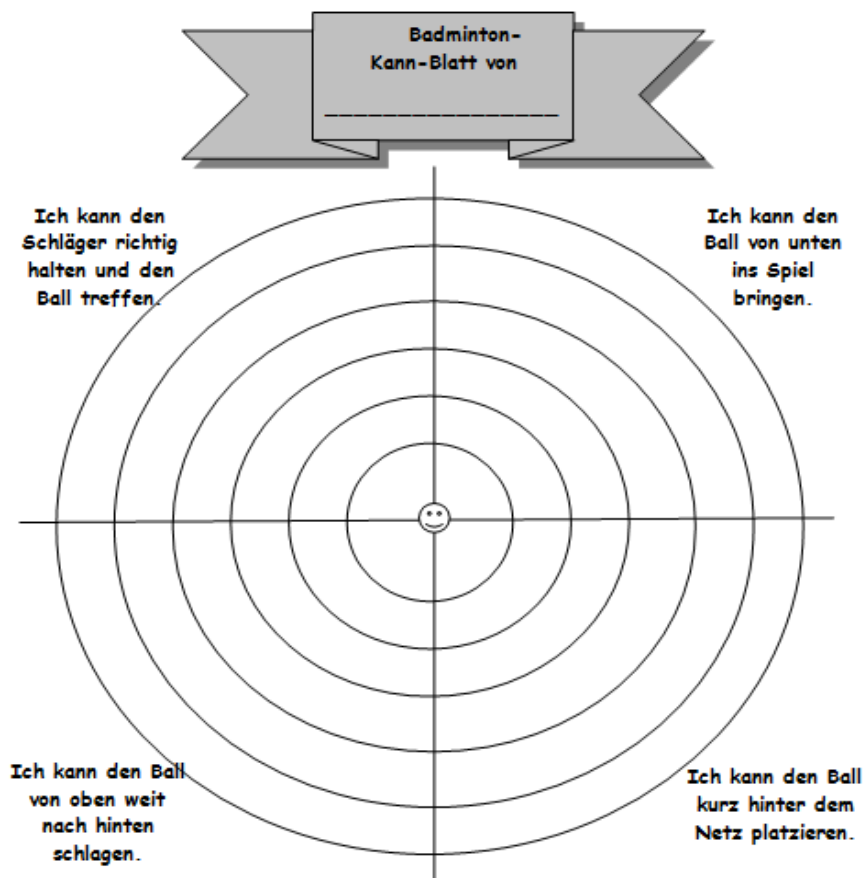 Badminton-
Kann-Blatt von
_________________
Ich kann den
Schläger richtig
halten und den
Ball treffen.
Ich kann den
Ball von unten
ins Spiel
bringen.
Ich kann den Ball
von oben weit
nach hinten
schlagen.
Ich kann den Ball
kurz hinter dem
Netz platzieren.